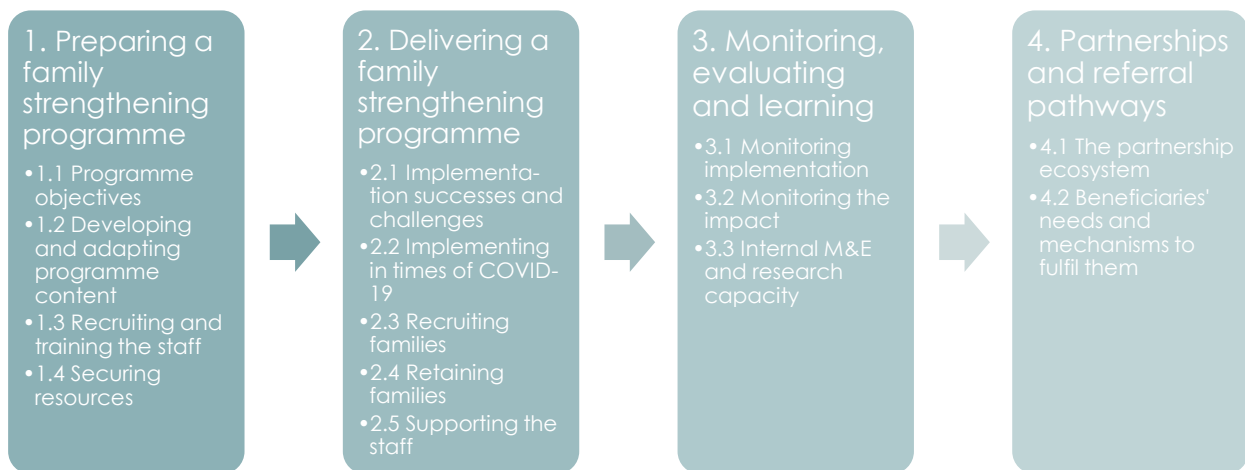 1. Preparing a
family
strengthening
programme
•1.1 Programme
objectives
•1.2 Developing
and adapting
programme
content
•1.3 Recruiting and
training the staff
•1.4 Securing
resources
2. Delivering a
family
strengthening
programme
•2.1 Implementa-
tion successes and
challenges
•2.2 Implementing
in times of COVID-
19
•2.3 Recruiting
families
•2.4 Retaining
families
•2.5 Supporting the
staff
3. Monitoring,
evaluating
and learning
•3.1 Monitoring
implementation
•3.2 Monitoring the
impact
•3.3 Internal M&E
and research
capacity
4. Partnerships
and referral
pathways
•4.1 The partnership
ecosystem
•4.2 Beneficiaries'
needs and
mechanisms to
fulfil them